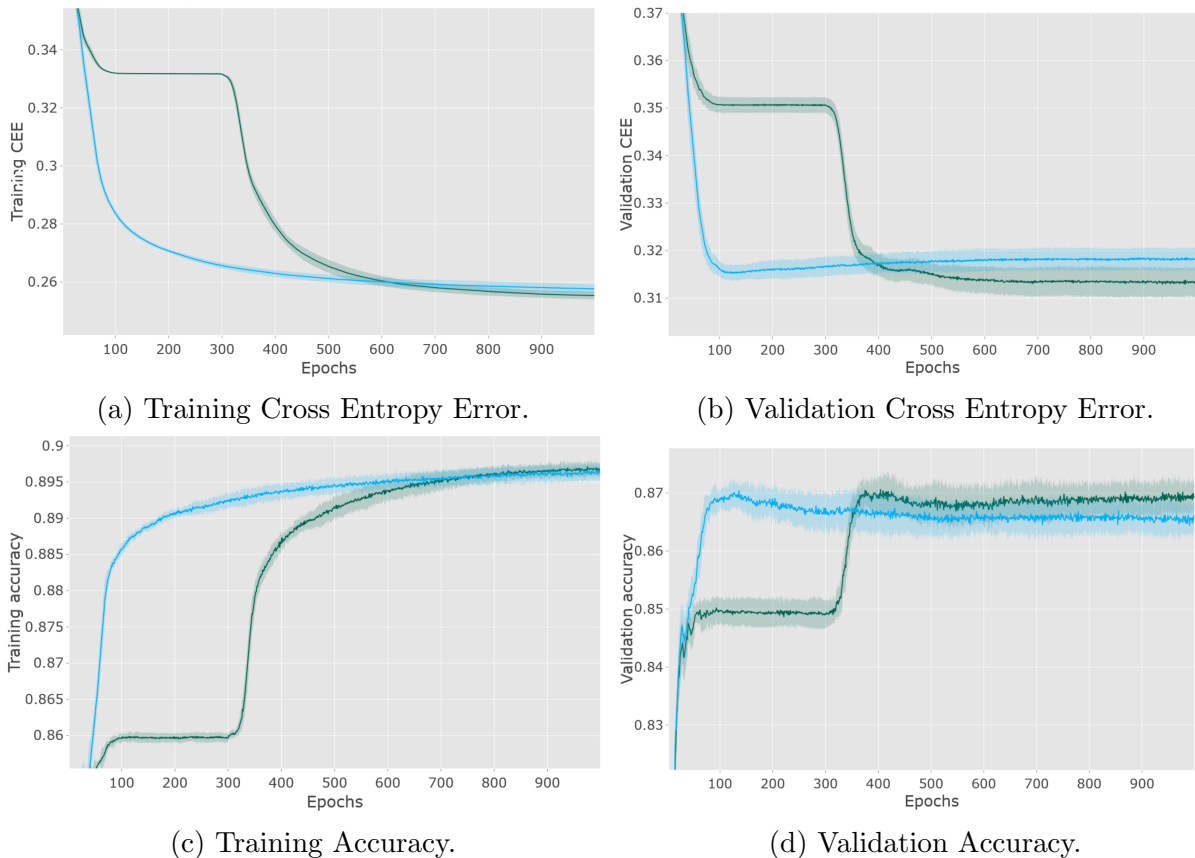 0.34
0.32
0.3
0.28
0.26
Training CEE
100 200 300 400 500 600 700 800 900
Epochs
(a) Training Cross Entropy Error.
0.37
0.36
0.35
0.34
0.33
0.32
0.31
Validation CEE
100 200 300 400 500 600 700 800 900
Epochs
(b) Validation Cross Entropy Error.
0.9
0.895
0.89
0.885
0.88
0.875
0.87
0.865
0.86
Training accuracy
100 200 300 400 500 600 700 800 900
Epochs
(c) Training Accuracy.
0.87
0.86
0.85
0.84
0.83
Validation accuracy
100 200 300 400 500 600 700 800 900
Epochs
(d) Validation Accuracy.